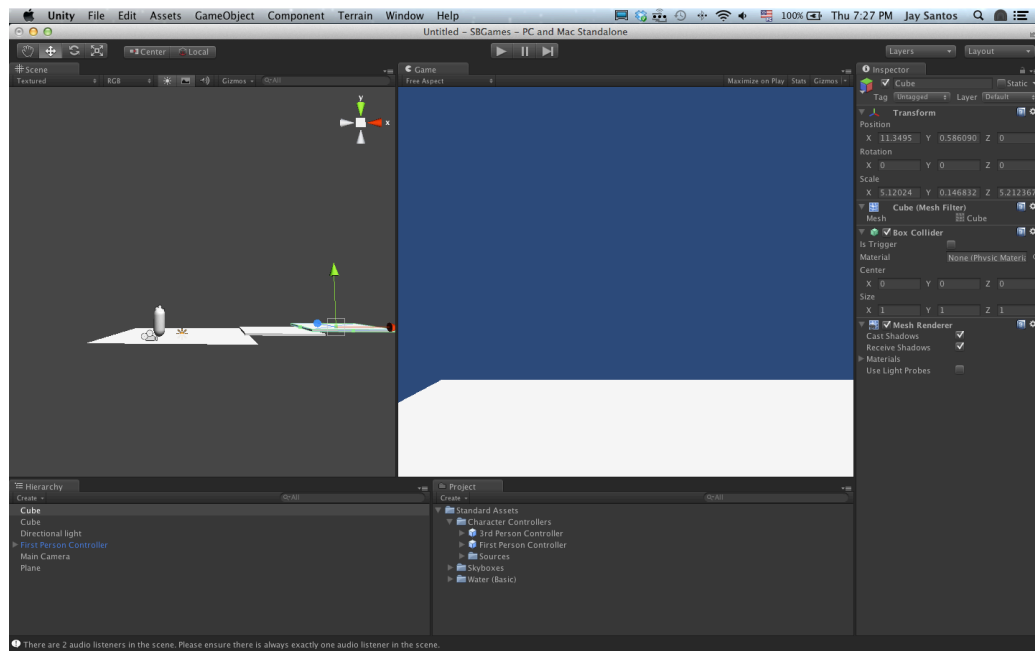 Unity File Edit Assets GameObject Component Terrain Window Help 100% Thu 7:27 PM Jay Santos
Untitled – SBGames – PC and Mac Standalone
Center Local Layers Layout
Scene
Textured RGB Gizmos All
y
x
Game
Free Aspect Maximize on Play Stats Gizmos
Inspector
Cube Static
Tag Untagged Layer Default
Transform
Position
X 11.3495 Y 0.586090 Z 0
Rotation
X 0 Y 0 Z 0
Scale
X 5.12024 Y 0.146832 Z 5.212367
Cube (Mesh Filter)
Mesh Cube
Box Collider
Is Trigger
Material None (Physic Materi
Center
X 0 Y 0 Z 0
Size
X 1 Y 1 Z 1
Mesh Renderer
Cast Shadows
Receive Shadows
Materials
Use Light Probes
Hierarchy
Create All
Cube
Cube
Directional light
First Person Controller
Main Camera
Plane
Project
Create All
Standard Assets
Character Controllers
3rd Person Controller
First Person Controller
Sources
Skyboxes
Water (Basic)
There are 2 audio listeners in the scene. Please ensure there is always exactly one audio listener in the scene.